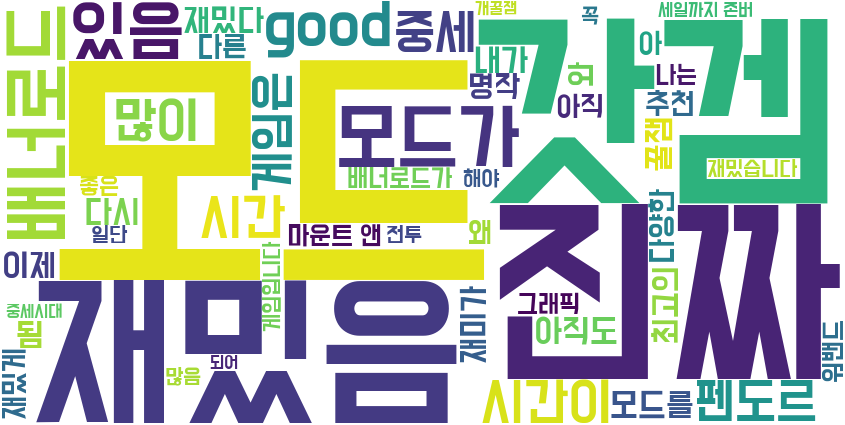 있음
재밌다
다른
good
중세
내가
갓겜
개꿀잼
꼭
세일까지 존버
아
와
나는
명작
아직
추천
배너로드
모드
많이
게임은
모드가
꿀잼
재밌습니다
좋은
배너로드가
해야
다시
시간
일단
마운트 앤
전투
왜
진짜
다양한
이제
게임입니다
재밌음
재미가
그래픽
아직도
최고의
중세시대
됨
재밌게
많음
되어
시간이
모드를
펜도르
워밴드